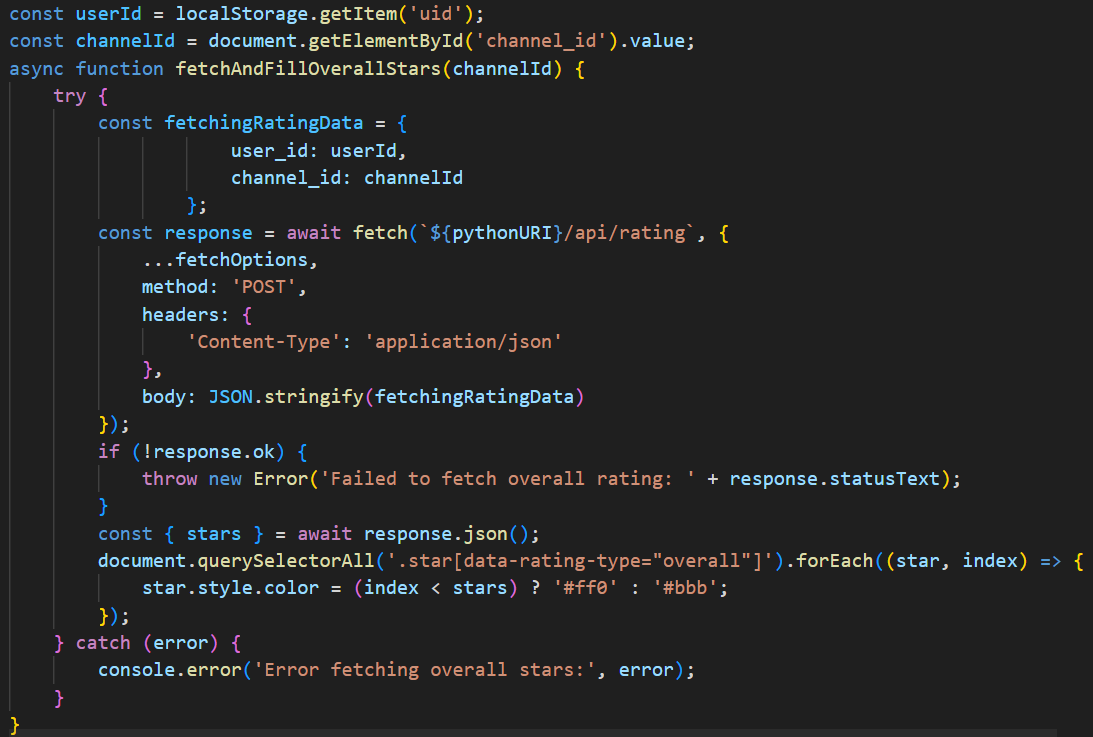 const userId = localStorage.getItem('uid');
const channelId = document.getElementById('channel_id').value;
async function fetchAndFillOverallStars(channelId) {
    try {
        const fetchingRatingData = {
                    user_id: userId,
                    channel_id: channelId
                };
        const response = await fetch(`${pythonURI}/api/rating`, {
            ...fetchOptions,
            method: 'POST',
            headers: {
                'Content-Type': 'application/json'
            },
            body: JSON.stringify(fetchingRatingData)
        });
        if (!response.ok) {
            throw new Error('Failed to fetch overall rating: ' + response.statusText);
        }
        const { stars } = await response.json();
        document.querySelectorAll('.star[data-rating-type="overall"]').forEach((star, index) => {
            star.style.color = (index < stars) ? '#ff0' : '#bbb';
        });
    } catch (error) {
        console.error('Error fetching overall stars:', error);
    }
}